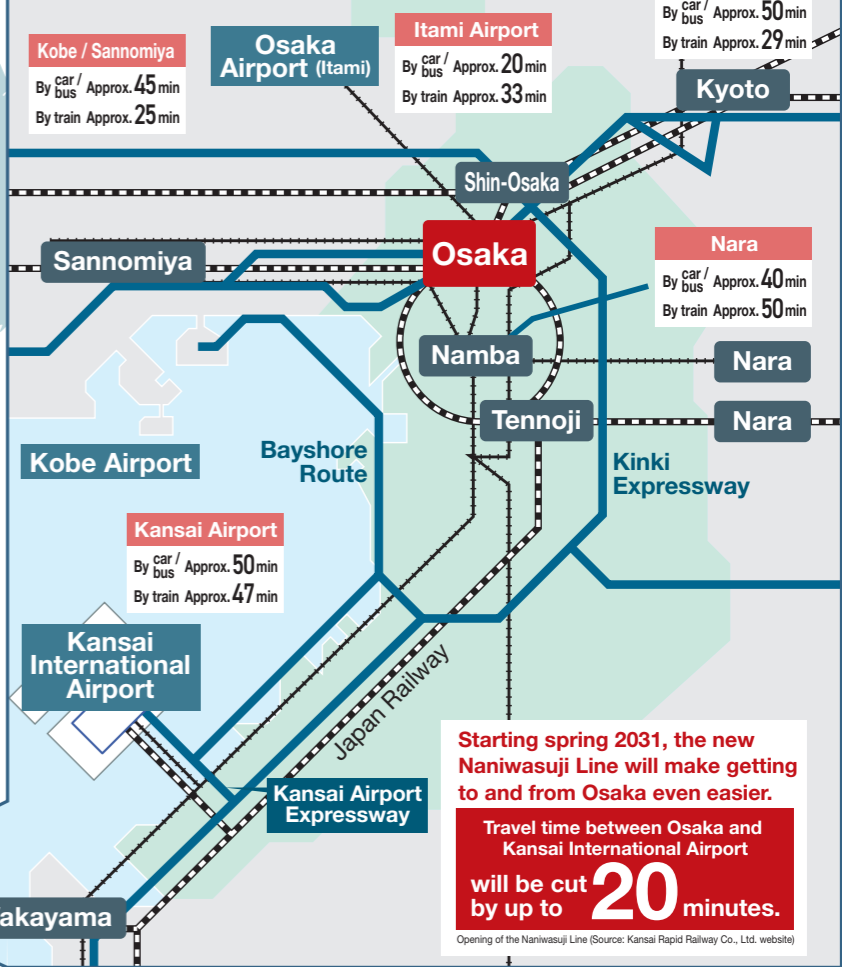 By car / bus Approx. 50 min
By train Approx. 29 min
Kyoto
Kobe / Sannomiya
By car / bus Approx. 45 min
By train Approx. 25 min
Osaka
Airport (Itami)
Itami Airport
By car / bus Approx. 20 min
By train Approx. 33 min
Shin-Osaka
Osaka
Sannomiya
Nara
By car / bus Approx. 40 min
By train Approx. 50 min
Namba
Nara
Tennoji
Nara
Kobe Airport
Bayshore
Route
Kinki
Expressway
Kansai Airport
By car / bus Approx. 50 min
By train Approx. 47 min
Kansai
International
Airport
Japan Railway
Kansai Airport
Expressway
akayama
Starting spring 2031, the new
Naniwasuji Line will make getting
to and from Osaka even easier.
Travel time between Osaka and
Kansai International Airport
will be cut
by up to 20 minutes.
Opening of the Naniwasuji Line (Source: Kansai Rapid Railway Co., Ltd. website)